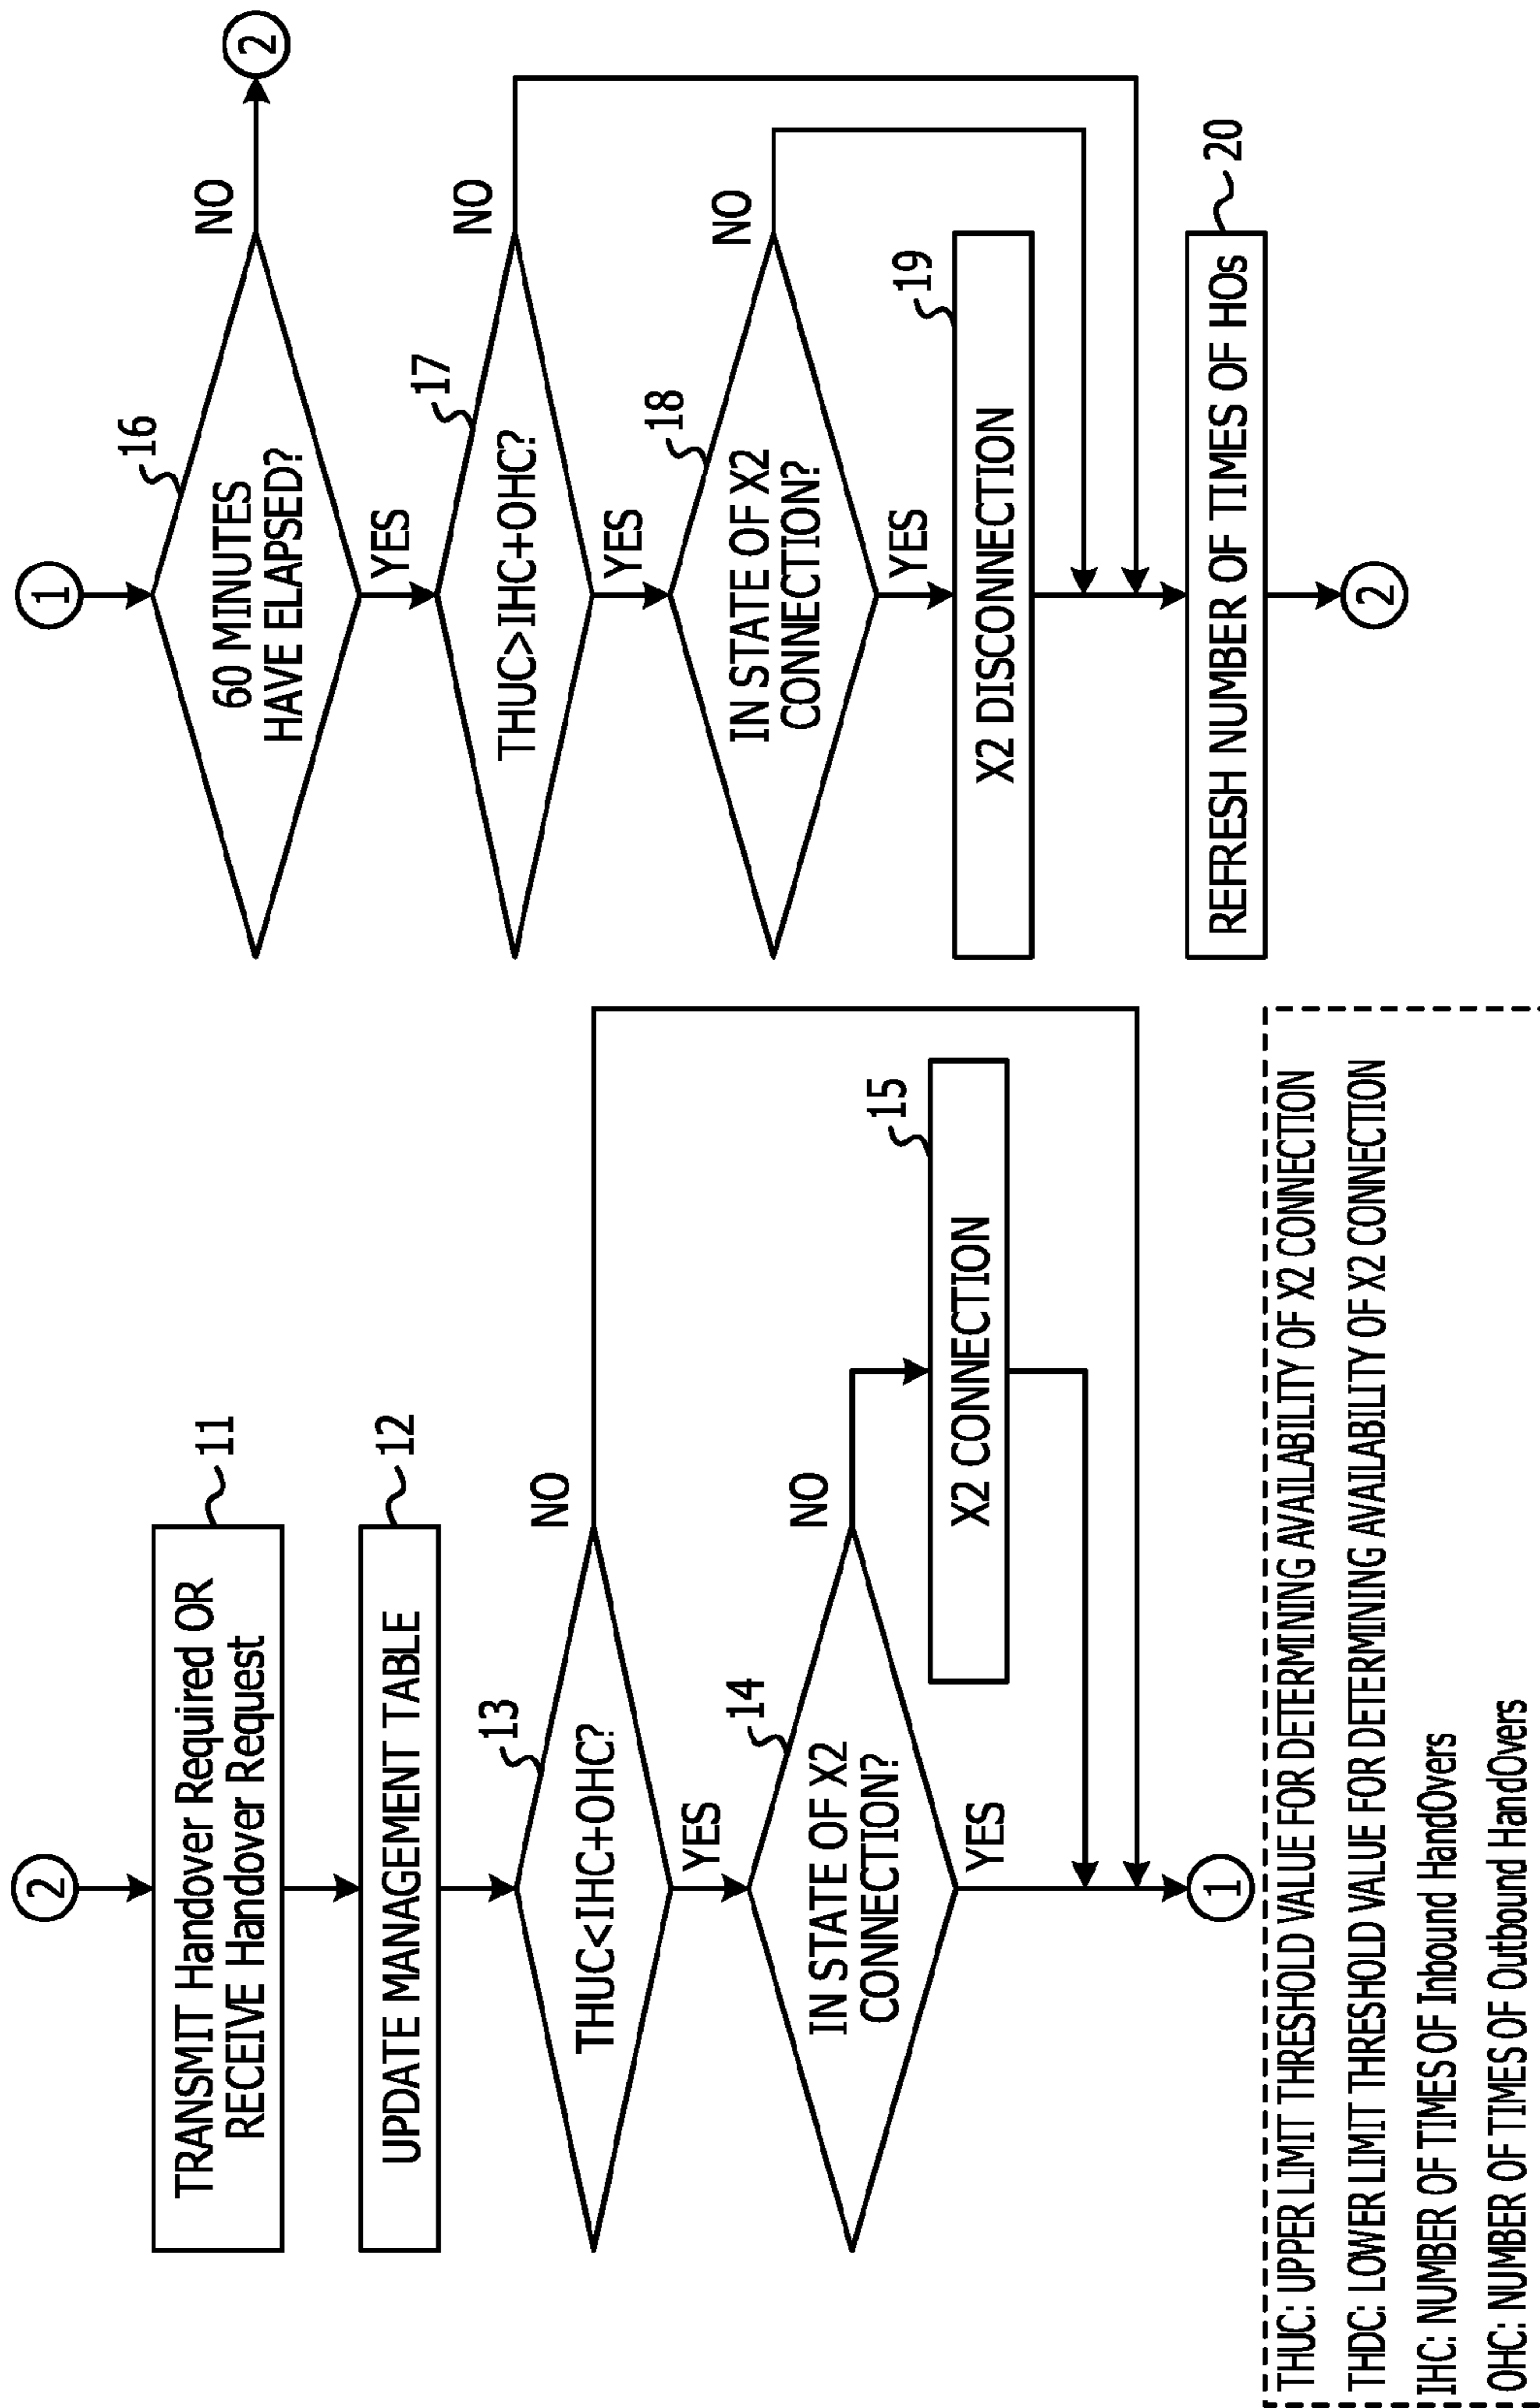 2
TRANSMIT Handover Required OR
RECEIVE Handover Request
11
UPDATE MANAGEMENT TABLE
12
THUC<IHC+OHC?
13
NO
YES
IN STATE OF X2
CONNECTION?
14
NO
YES
X2 CONNECTION
15
1
1
60 MINUTES
HAVE ELAPSED?
16
NO
2
YES
THUC>IHC+OHC?
17
NO
YES
IN STATE OF X2
CONNECTION?
18
NO
YES
X2 DISCONNECTION
19
REFRESH NUMBER OF TIMES OF HOs
20
2
THUC: UPPER LIMIT THRESHOLD VALUE FOR DETERMINING AVAILABILITY OF X2 CONNECTION
THDC: LOWER LIMIT THRESHOLD VALUE FOR DETERMINING AVAILABILITY OF X2 CONNECTION
IHC: NUMBER OF TIMES OF Inbound HandOvers
OHC: NUMBER OF TIMES OF Outbound HandOvers